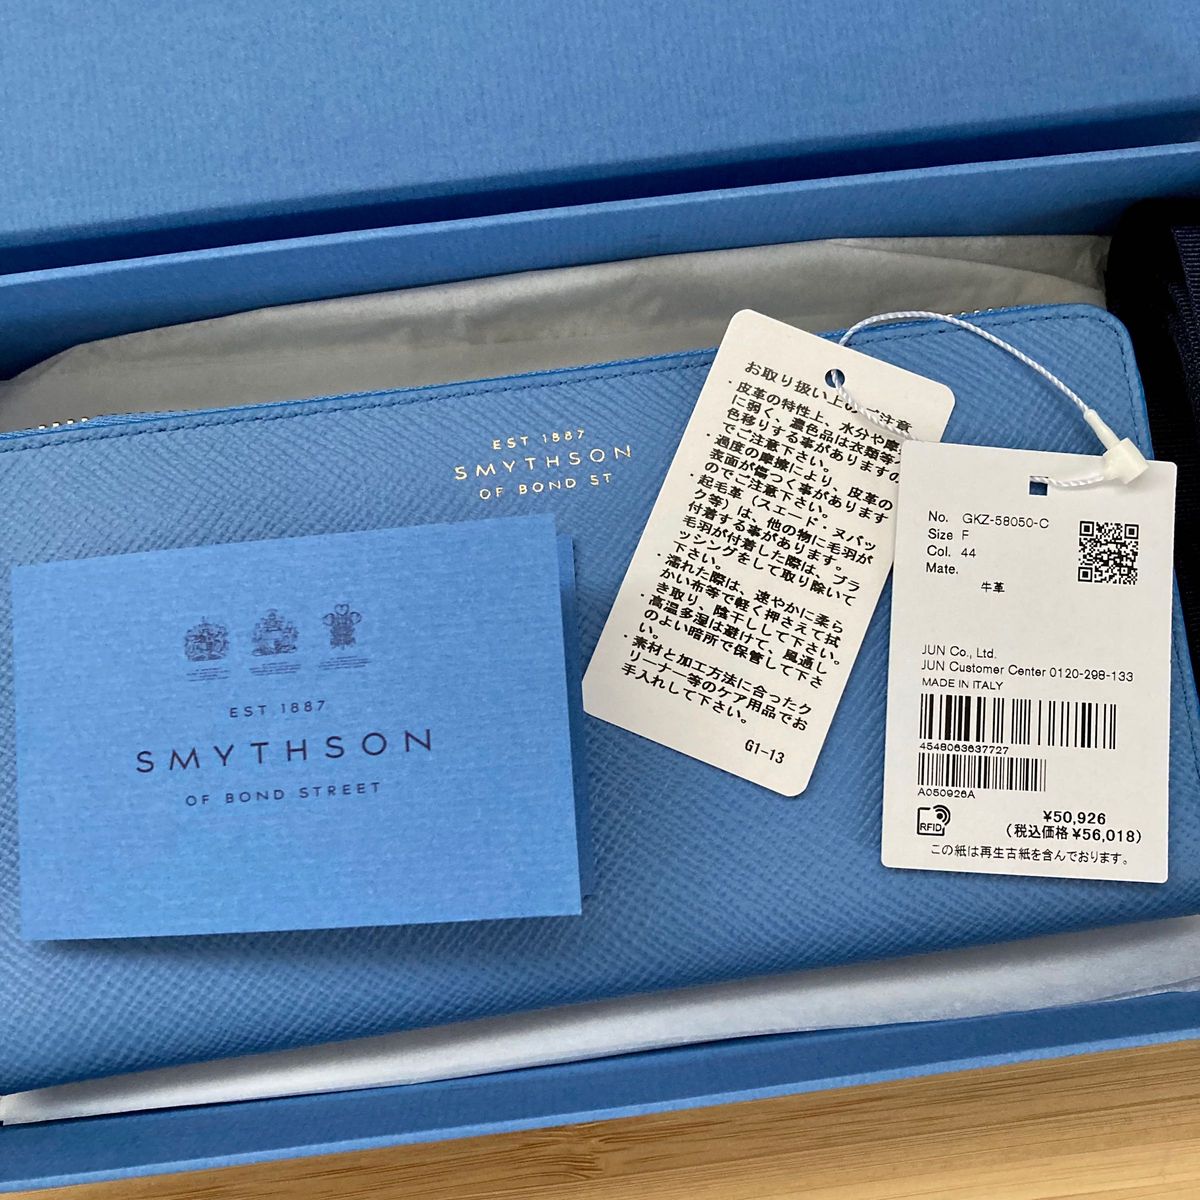 EST 1887
SMYTHSON
OF BOND ST
EST 1887
SMYTHSON
OF BOND STREET
お取り扱い上のご注意
・皮革の特性上、水分や摩
に弱く、濃色品は衣類等
色移りする事がありますの
でご注意下さい。
・過度の摩擦により、皮革の
表面が傷つく事があります
のでご注意下さい。
・起毛革（スエード・ヌバッ
ク等）は、他の物に毛羽が
付着する事があります。
毛羽が付着した際は、ブラ
ッシングをして取り除いて
下さい。
・濡れた際は、速やかに柔ら
かい布等で軽く押さえて拭
き取り、陰干しして下さい。
・高温多湿は避けて、風通し
のよい暗所で保管して下さ
い。
・素材と加工方法に合ったク
リーナー等のケア用品でお
手入れして下さい。
G1-13
No. GKZ-58050-C
Size F
Col. 44
Mate.
牛革
JUN Co., Ltd.
JUN Customer Center 0120-298-133
MADE IN ITALY
4548063637727
A050926A
RFID
¥50,926
(税込価格 ¥56,018)
この紙は再生古紙を含んでおります。